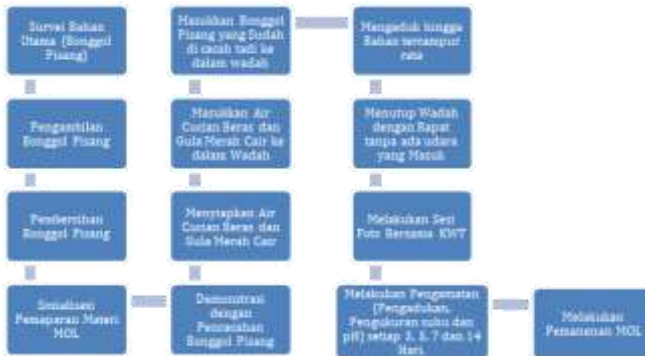 Survei Bahan
Utama (Bonggol
Pisang)
Pengambilan
Bonggol Pisang
Pembersihan
Bonggol Pisang
Sosialisasi
Pemaparan Materi
MOL
Demonstrasi
dengan
Pencacahan
Bonggol Pisang
Menyiapkan Air
Cucian Beras dan
Gula Merah Cair
Masukkan Air
Cucian Beras dan
Gula Merah Cair ke
dalam Wadah
Masukkan Bonggol
Pisang yang Sudah
di cacah tadi ke
dalam wadah
Mengaduk hingga
Bahan tercampur
rata
Menutup Wadah
dengan Rapat
tanpa ada udara
yang Masuk
Melakukan Sesi
Foto Bersama KWT
Melakukan Pengamatan
(Pengadukan,
Pengukuran suhu dan
pH) setiap 3, 5, 7 dan 14
Hari.
Melakukan
Pemanenan MOL